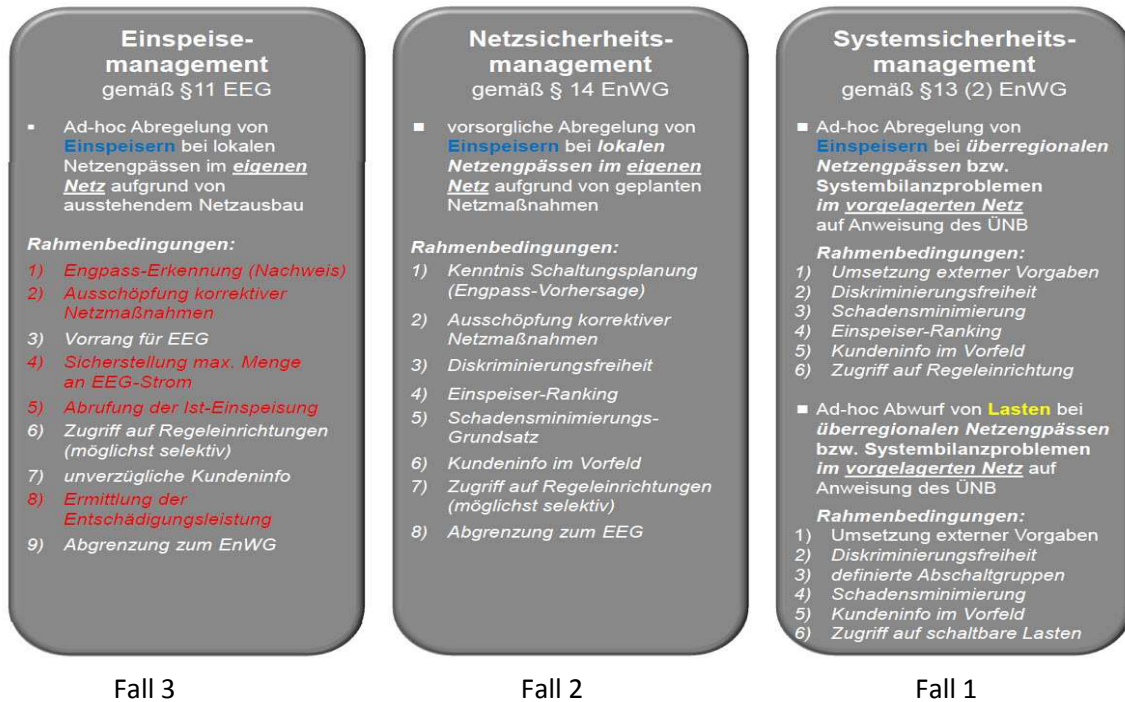 Einspeise-
management
gemäß §11 EEG
▪ Ad-hoc Abregelung von
Einspeisern bei lokalen
Netzengpässen im eigenen
Netz aufgrund von
ausstehendem Netzausbau
Rahmenbedingungen:
1) Engpass-Erkennung (Nachweis)
2) Ausschöpfung korrektiver
Netzmaßnahmen
3) Vorrang für EEG
4) Sicherstellung max. Menge
an EEG-Strom
5) Abrufung der Ist-Einspeisung
6) Zugriff auf Regeleinrichtungen
(möglichst selektiv)
7) unverzügliche Kundeninfo
8) Ermittlung der
Entschädigungsleistung
9) Abgrenzung zum EnWG
Fall 3
Netzsicherheits-
management
gemäß § 14 EnWG
■ vorsorgliche Abregelung von
Einspeisern bei lokalen
Netzengpässen im eigenen
Netz aufgrund von geplanten
Netzmaßnahmen
Rahmenbedingungen:
1) Kenntnis Schaltungsplanung
(Engpass-Vorhersage)
2) Ausschöpfung korrektiver
Netzmaßnahmen
3) Diskriminierungsfreiheit
4) Einspeiser-Ranking
5) Schadensminimierungs-
Grundsatz
6) Kundeninfo im Vorfeld
7) Zugriff auf Regeleinrichtungen
(möglichst selektiv)
8) Abgrenzung zum EEG
Fall 2
Systemsicherheits-
management
gemäß §13 (2) EnWG
■ Ad-hoc Abregelung von
Einspeisern bei überregionalen
Netzengpässen bzw.
Systembilanzproblemen
im vorgelagerten Netz
auf Anweisung des ÜNB
Rahmenbedingungen:
1) Umsetzung externer Vorgaben
2) Diskriminierungsfreiheit
3) Schadensminimierung
4) Einspeiser-Ranking
5) Kundeninfo im Vorfeld
6) Zugriff auf Regeleinrichtung
■ Ad-hoc Abwurf von Lasten bei
überregionalen Netzengpässen
bzw. Systembilanzproblemen
im vorgelagerten Netz auf
Anweisung des ÜNB
Rahmenbedingungen:
1) Umsetzung externer Vorgaben
2) Diskriminierungsfreiheit
3) definierte Abschaltgruppen
4) Schadensminimierung
5) Kundeninfo im Vorfeld
6) Zugriff auf schaltbare Lasten
Fall 1